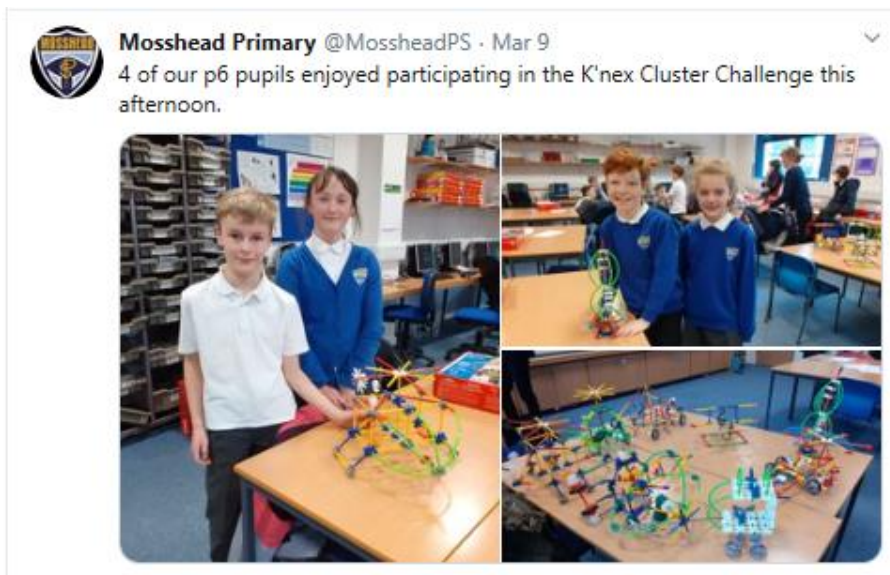 Mosshead Primary @MossheadPS · Mar 9
4 of our p6 pupils enjoyed participating in the K'nex Cluster Challenge this
afternoon.
MOSSHEAD